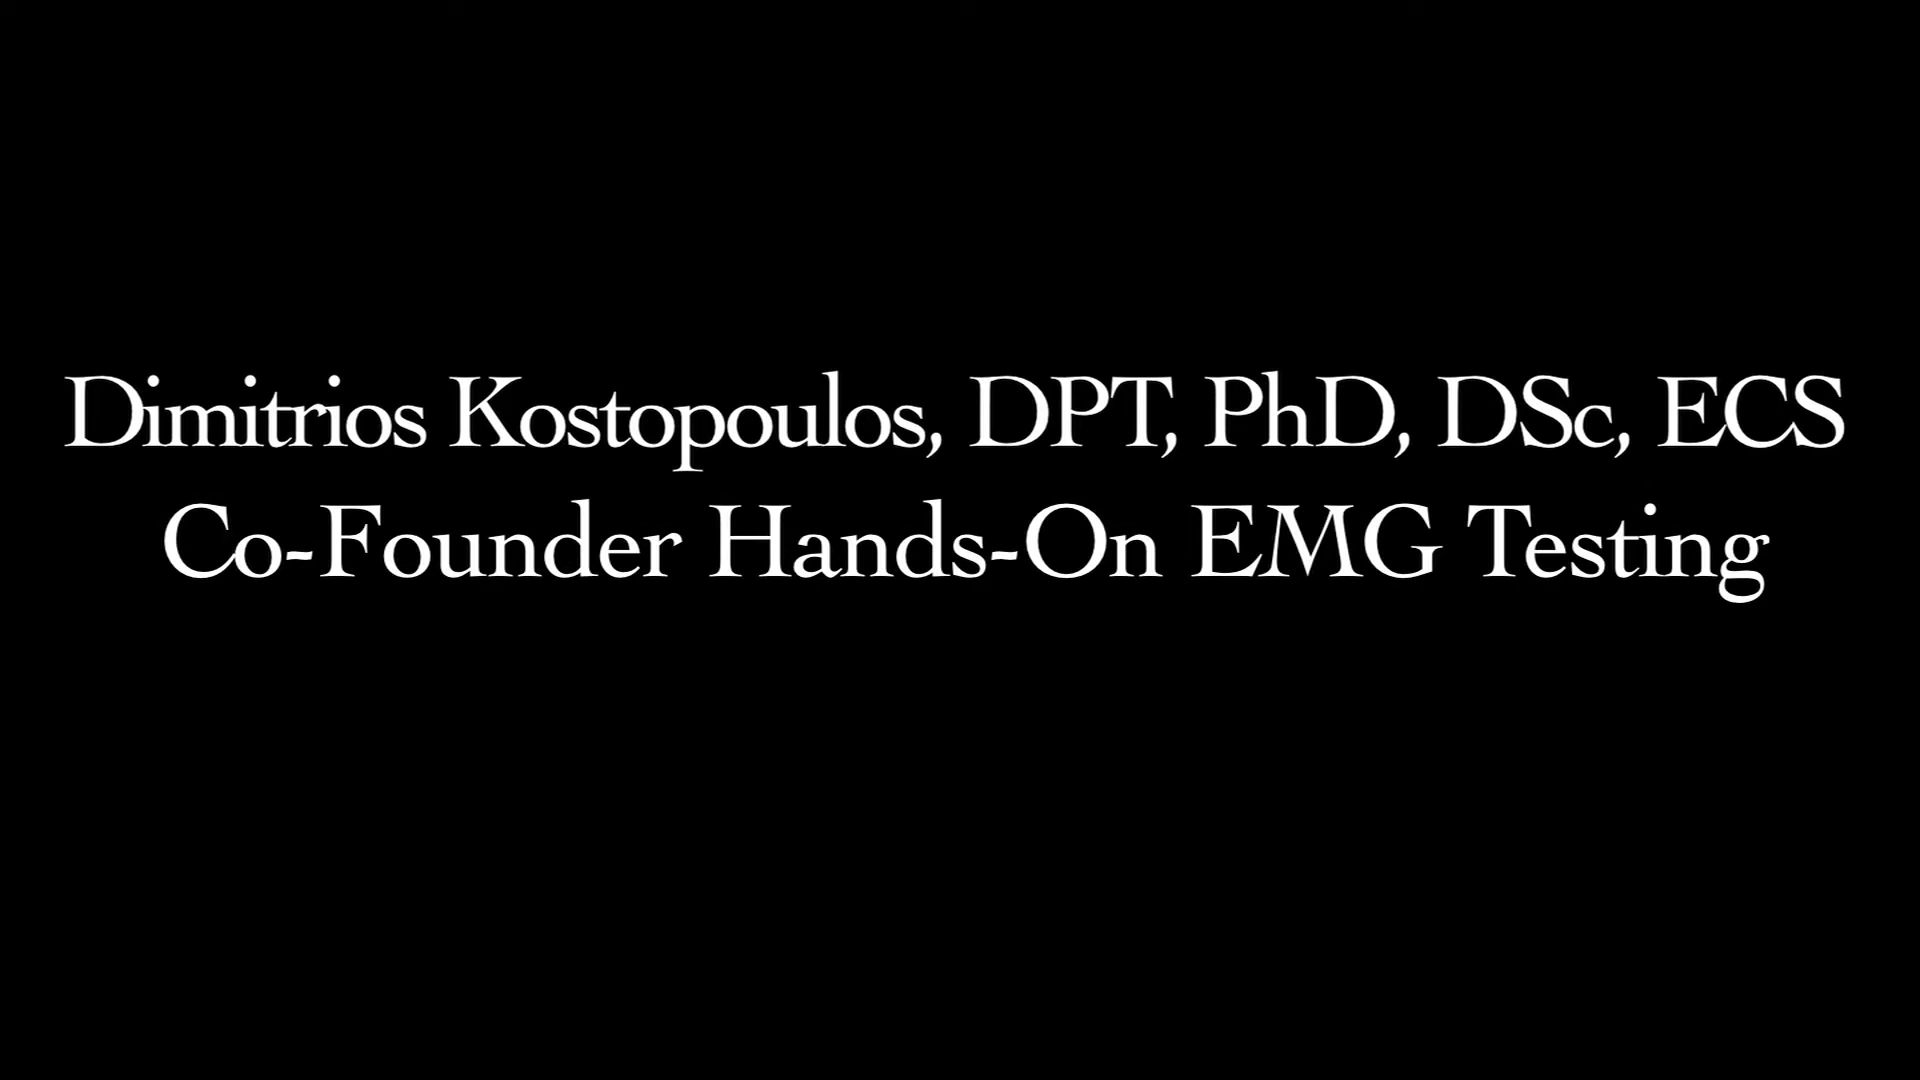 Dimitrios Kostopoulos, DPT, PhD, DSc, ECS
Co-Founder Hands-On EMG Testing